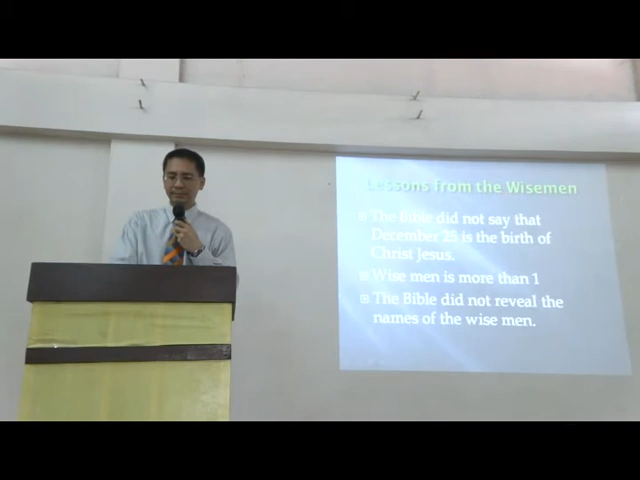 Lessons from the Wisemen
The Bible did not say that
December 25 is the birth of
Christ Jesus.
Wise men is more than 1
The Bible did not reveal the
names of the wise men.